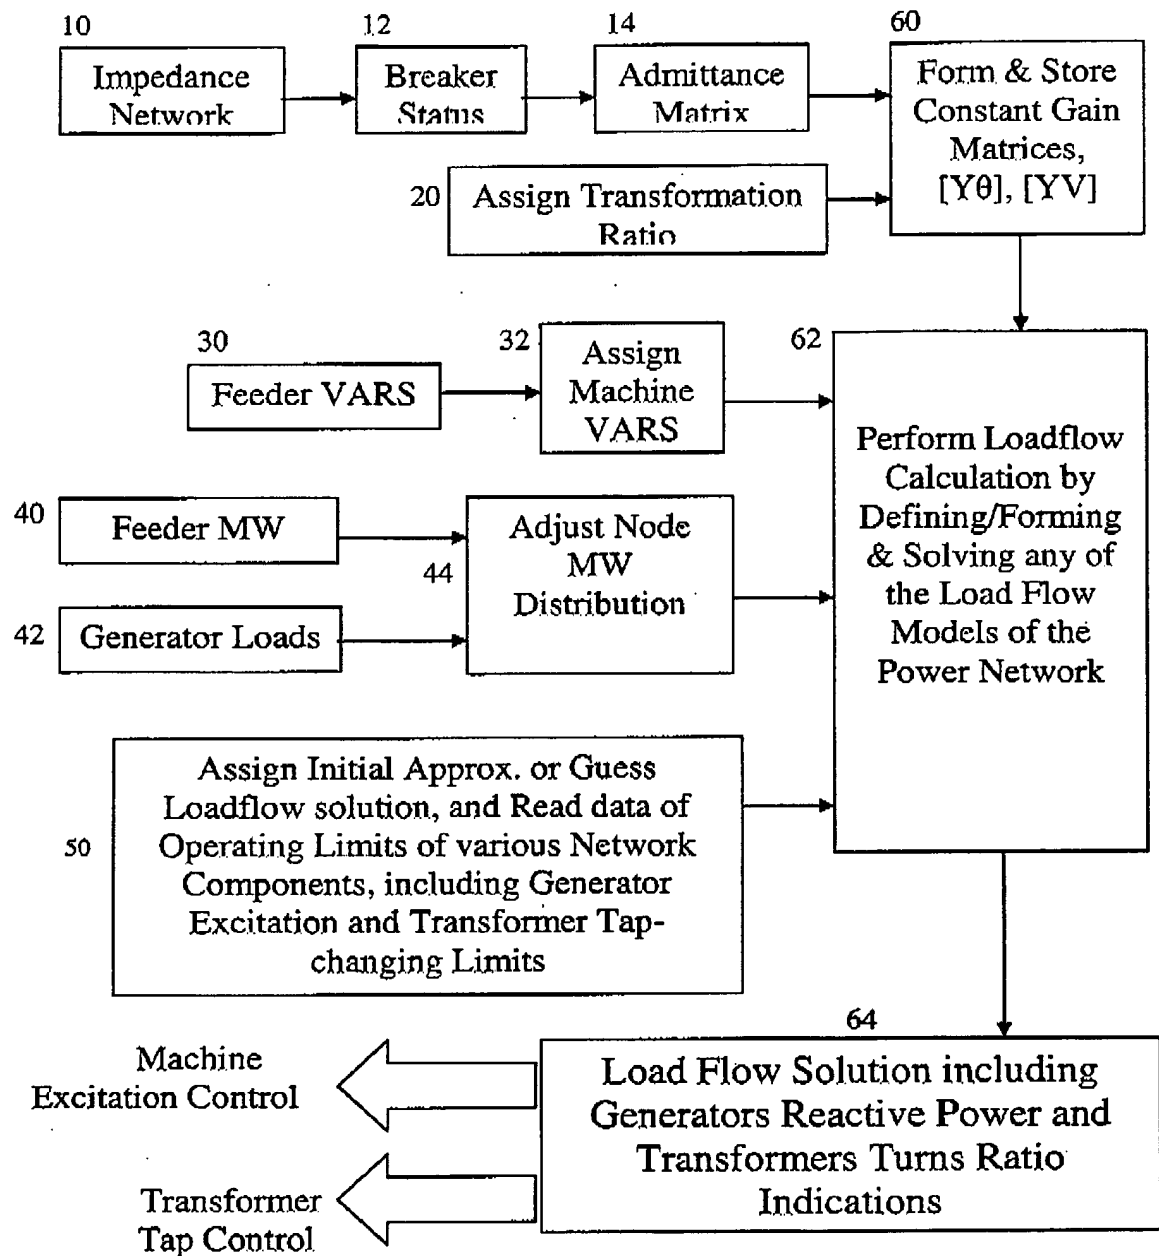 10
12
14
60
Impedance
Network
Breaker
Status
Admittance
Matrix
Form & Store
Constant Gain
Matrices,
[Yθ], [YV]
20
Assign Transformation
Ratio
30
Feeder VARS
32
Assign
Machine
VARS
62
Perform Loadflow
Calculation by
Defining/Forming
& Solving any of
the Load Flow
Models of the
Power Network
40
Feeder MW
42
Generator Loads
44
Adjust Node
MW
Distribution
50
Assign Initial Approx. or Guess
Loadflow solution, and Read data of
Operating Limits of various Network
Components, including Generator
Excitation and Transformer Tap-
changing Limits
64
Load Flow Solution including
Generators Reactive Power and
Transformers Turns Ratio
Indications
Machine
Excitation Control
Transformer
Tap Control